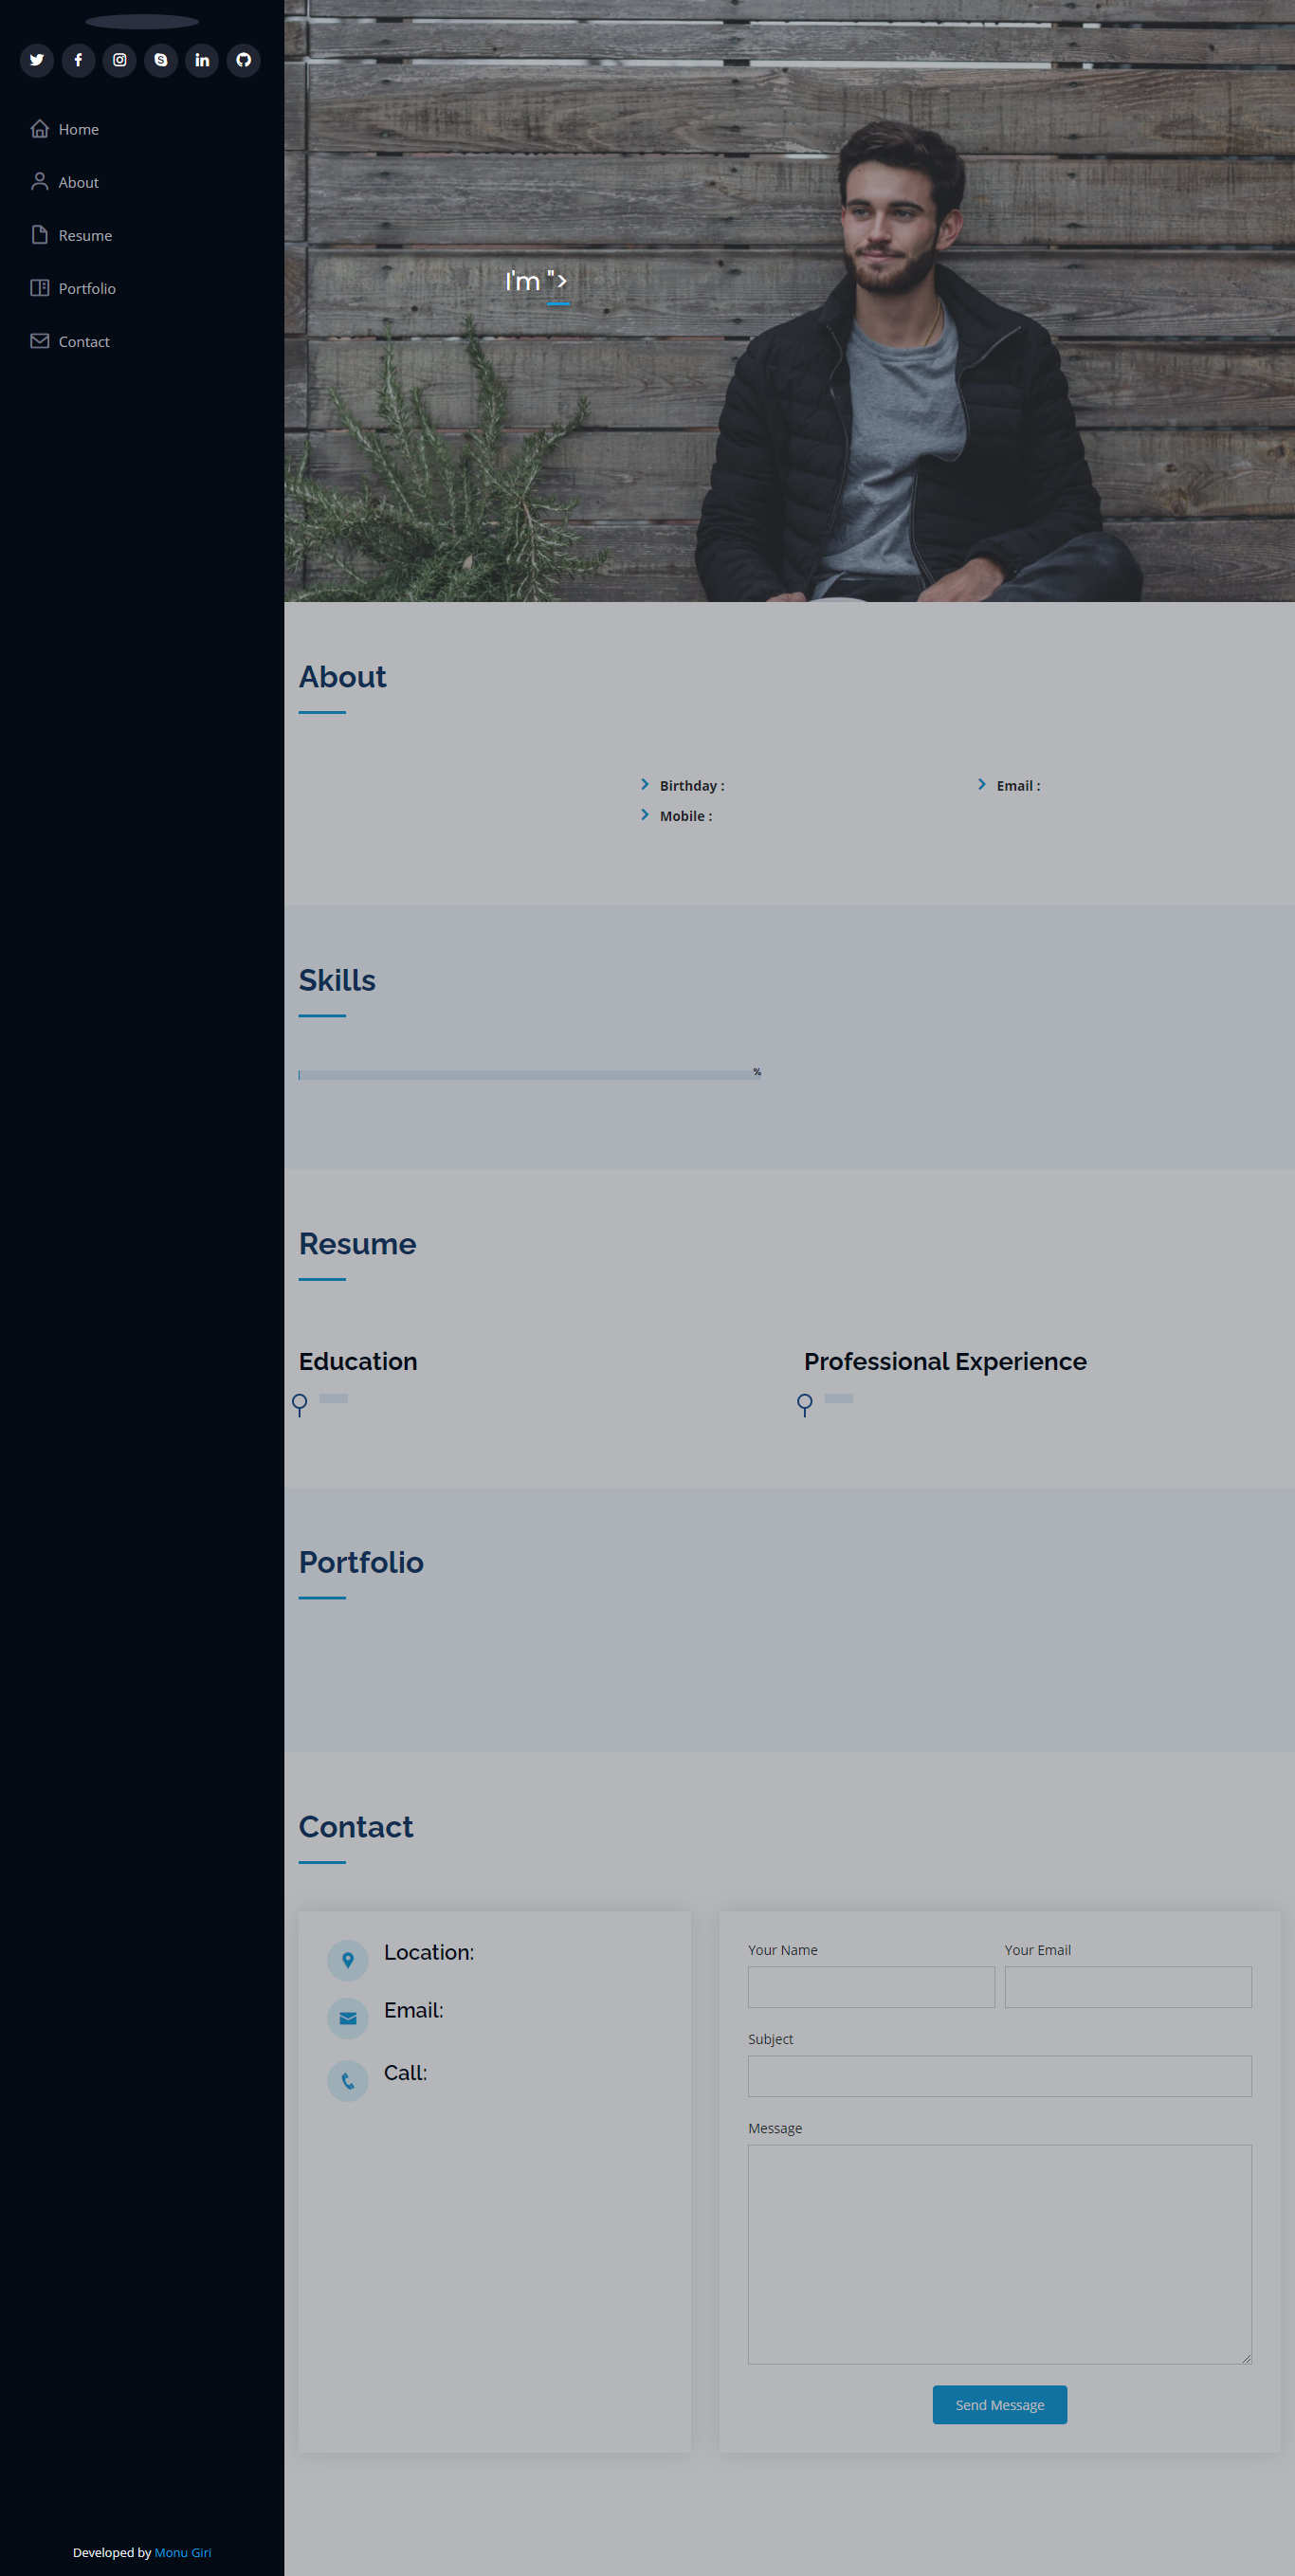 Home
About
Resume
Portfolio
Contact
I'm ">
About
Birthday :
Email :
Mobile :
Skills
%
Resume
Education
Professional Experience
Portfolio
Contact
Location:
Email:
Call:
Your Name
Your Email
Subject
Message
Send Message
Developed by Monu Giri